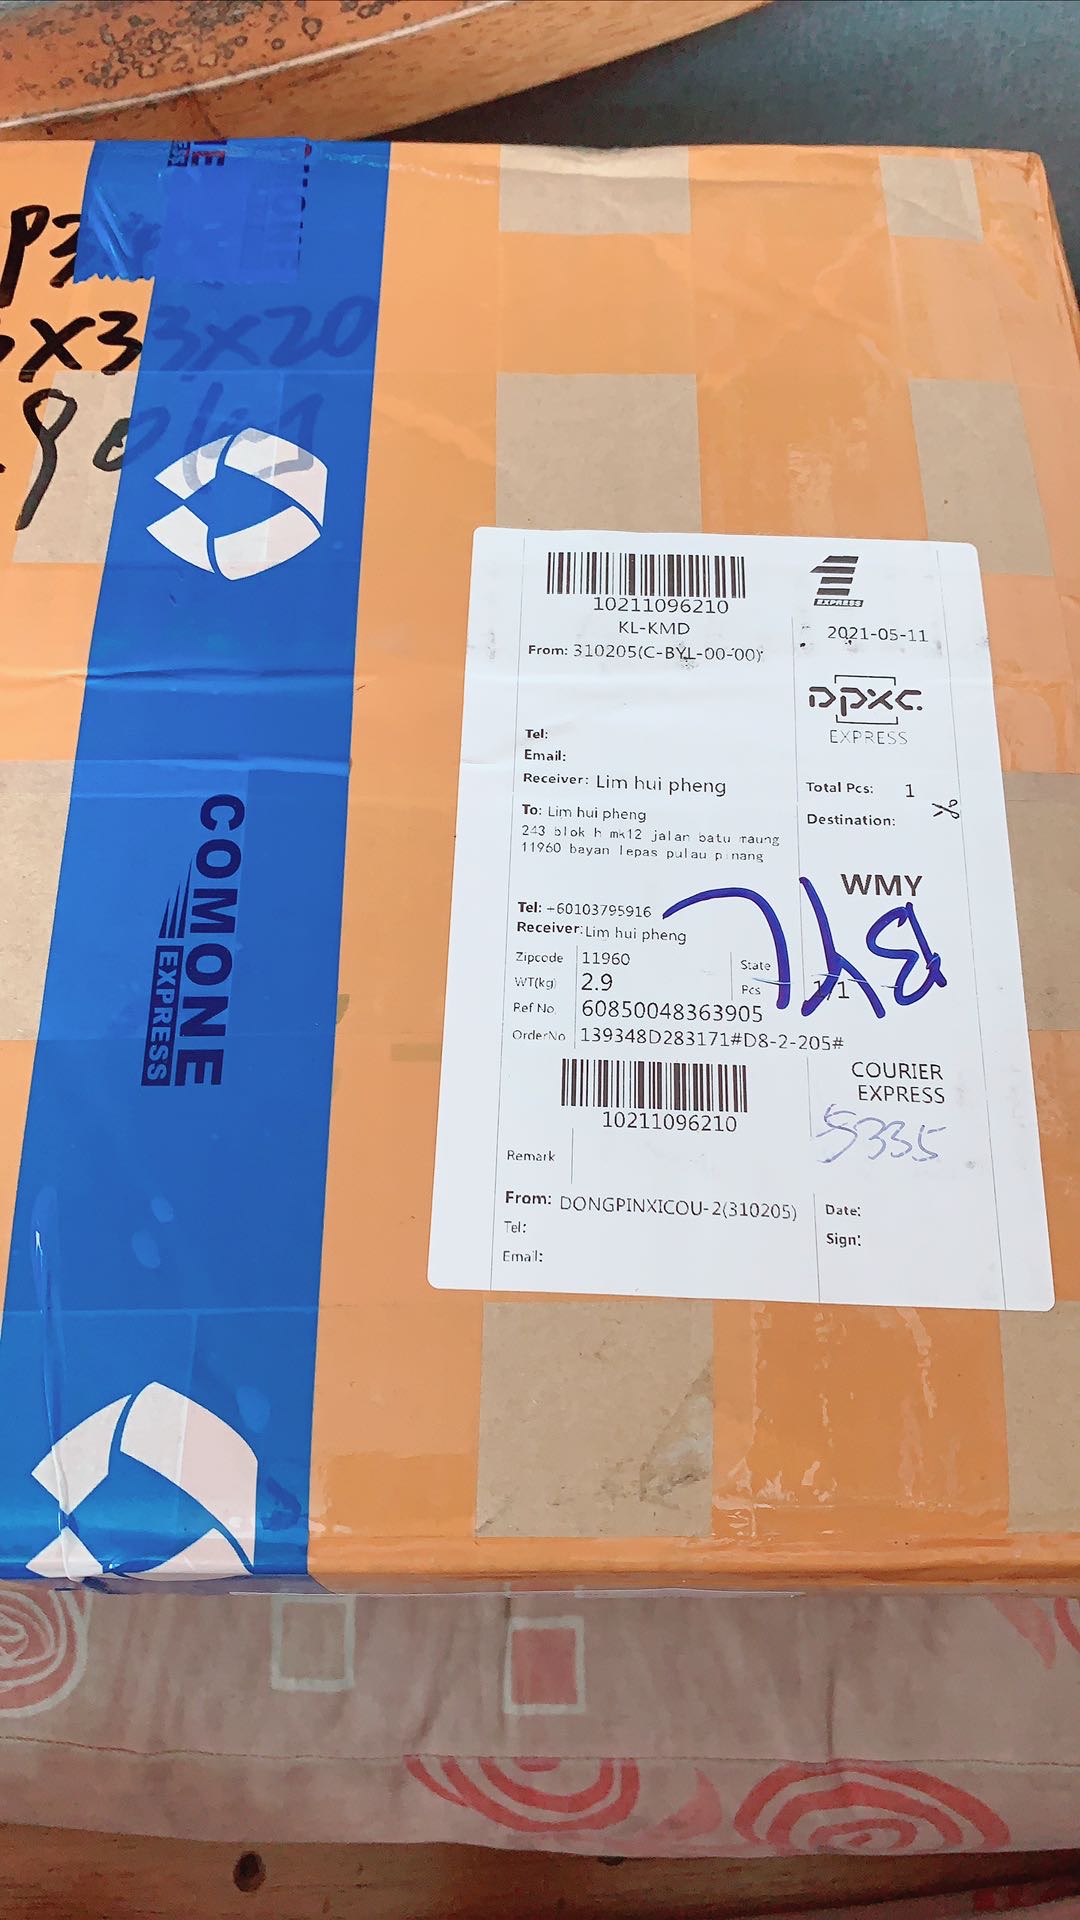 x33x20
COMONE
EXPRESS
10211096210
KL-KMD
From: 310205(C-BYL-00-00)
EXPRESS
2021-05-11
DPXC.
EXPRESS
Tel:
Email:
Receiver: Lim hui pheng
Total Pcs: 1
To: Lim hui pheng
243 blok h mk12 jalan batu maung
11960 bayan lepas pulau pinang
Destination:
WMY
BYL
Tel: +60103795916
Receiver: Lim hui pheng
Zipcode 11960
State
WT(kg) 2.9
Pcs 1/1
Ref No. 60850048363905
OrderNo 139348D283171#D8-2-205#
10211096210
COURIER
EXPRESS
5335
Remark
From: DONGPINXICOU-2(310205)
Tel:
Email:
Date:
Sign: